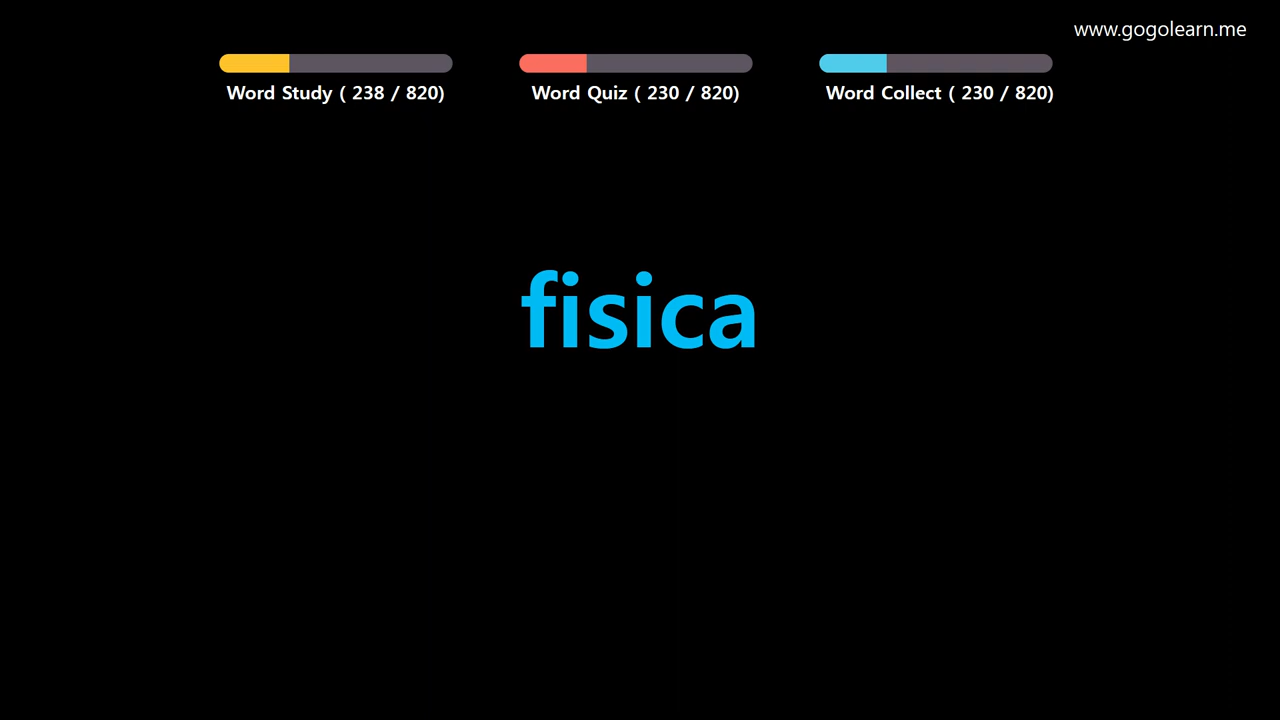 www.gogolearn.me
Word Study ( 238 / 820)
Word Quiz ( 230 / 820)
Word Collect ( 230 / 820)
fisica